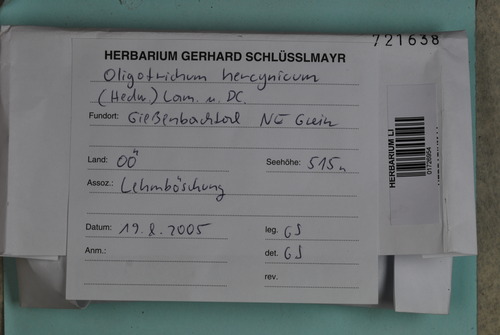 721638
HERBARIUM GERHARD SCHLÜSSLMAYR
Oligotrichum hercynicum
(Hedw.) Lam. u. DC.
Fundort: Gießenbachtal NE Grein
Land: OÖ Seehöhe: 515m
Assoz.: Lehmböschung
Datum: 19.8.2005 leg. GS
Anm.: det. GS
rev.
HERBARIUM LI